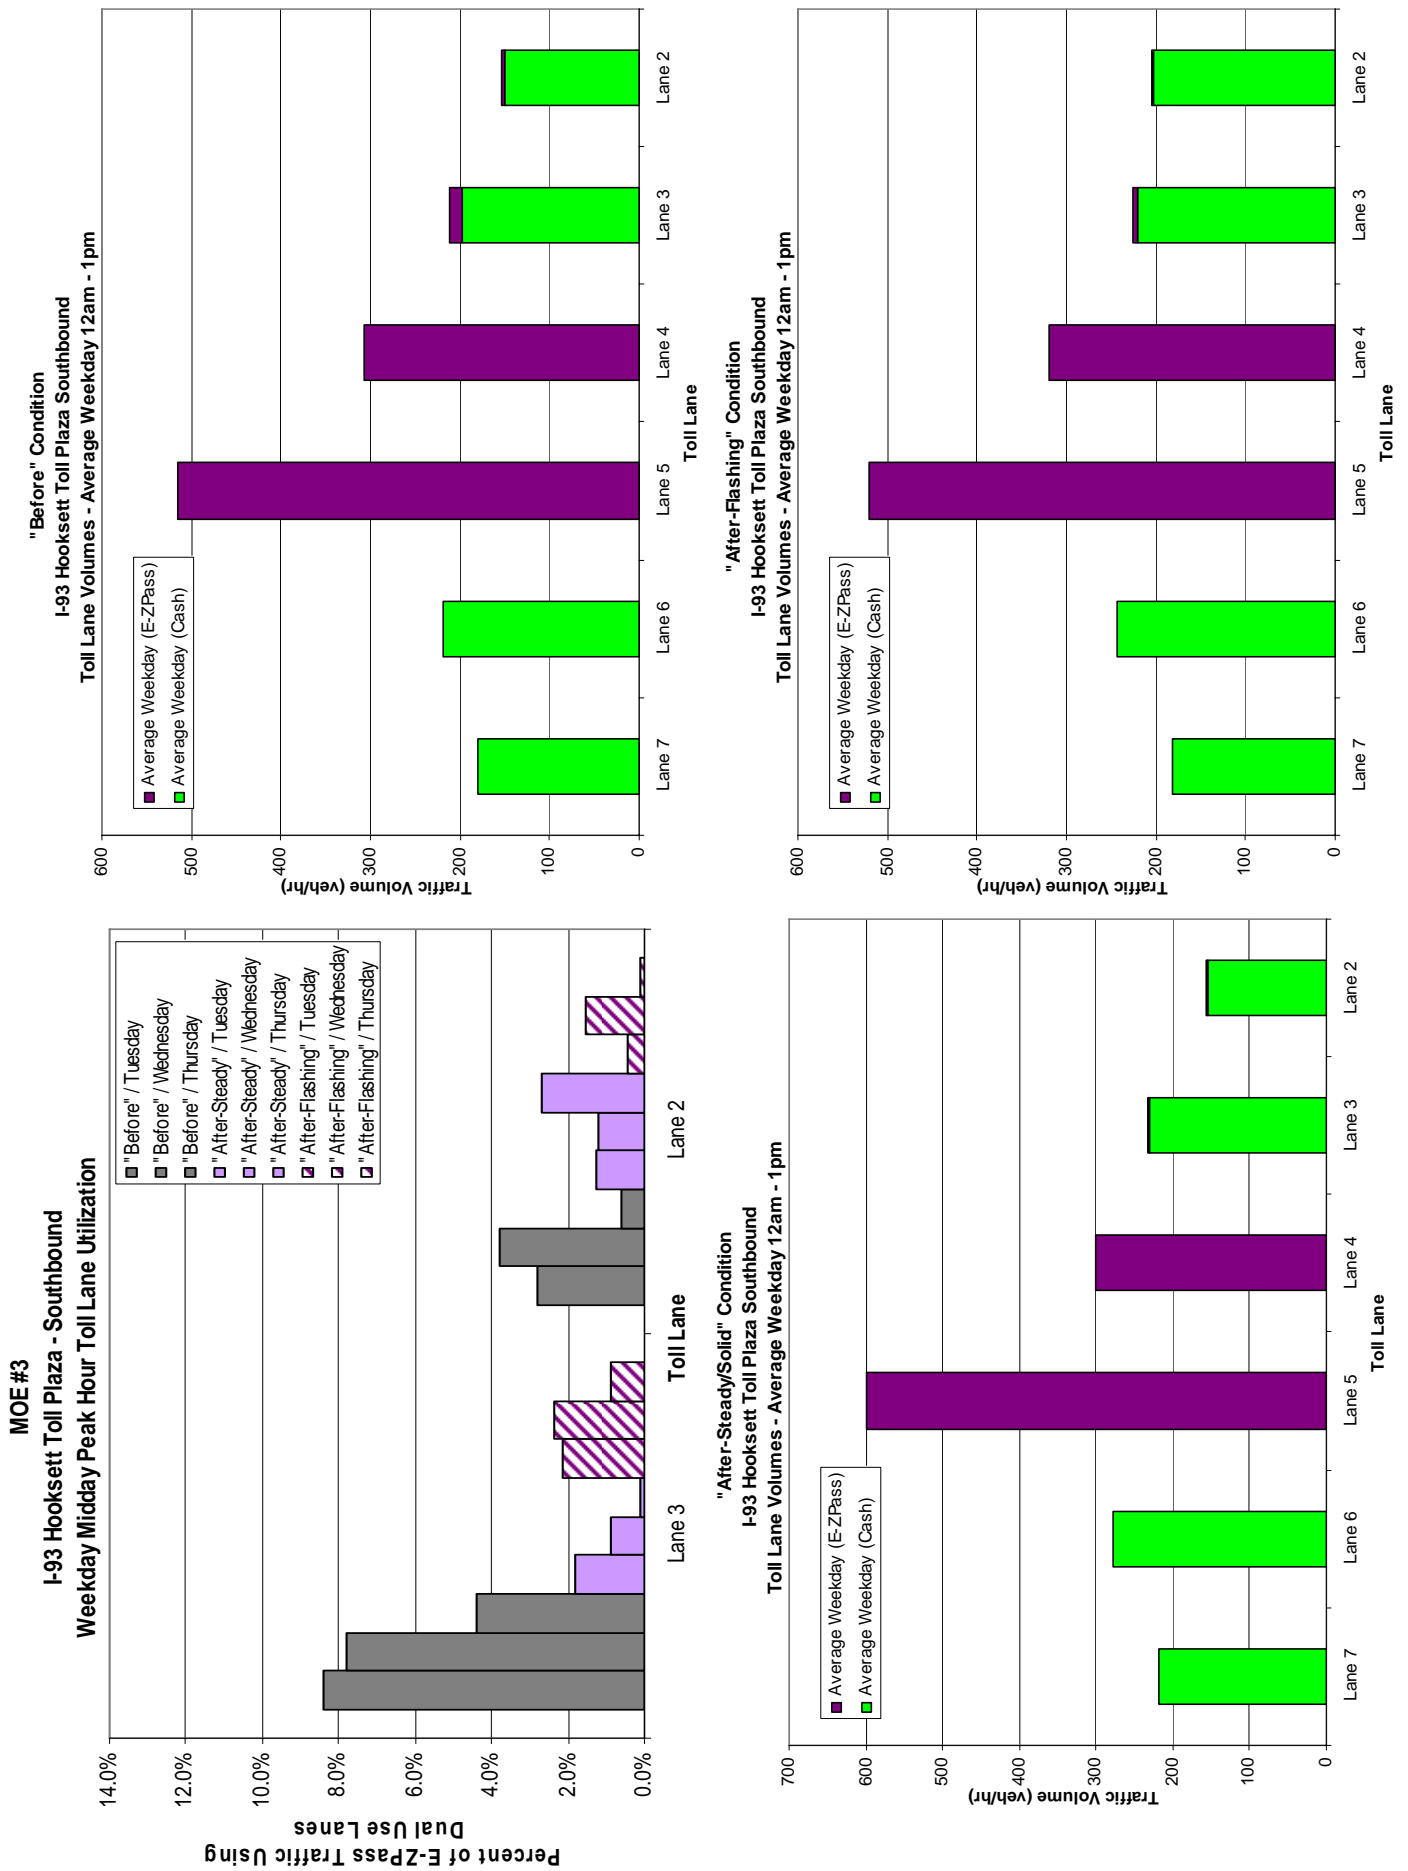 MOE #3
I-93 Hooksett Toll Plaza - Southbound
Weekday Midday Peak Hour Toll Lane Utilization
Percent of E-ZPass Traffic Using
Dual Use Lanes
14.0%
12.0%
10.0%
8.0%
6.0%
4.0%
2.0%
0.0%
"Before" / Tuesday
"Before" / Wednesday
"Before" / Thursday
"After-Steady" / Tuesday
"After-Steady" / Wednesday
"After-Steady" / Thursday
"After-Flashing" / Tuesday
"After-Flashing" / Wednesday
"After-Flashing" / Thursday
Lane 3 Lane 2
Toll Lane
"Before" Condition
I-93 Hooksett Toll Plaza Southbound
Toll Lane Volumes - Average Weekday 12am - 1pm
Traffic Volume (veh/hr)
600
500
400
300
200
100
0
Average Weekday (E-ZPass)
Average Weekday (Cash)
Lane 7 Lane 6 Lane 5 Lane 4 Lane 3 Lane 2
Toll Lane
"After-Steady/Solid" Condition
I-93 Hooksett Toll Plaza Southbound
Toll Lane Volumes - Average Weekday 12am - 1pm
Traffic Volume (veh/hr)
700
600
500
400
300
200
100
0
Average Weekday (E-ZPass)
Average Weekday (Cash)
Lane 7 Lane 6 Lane 5 Lane 4 Lane 3 Lane 2
Toll Lane
"After-Flashing" Condition
I-93 Hooksett Toll Plaza Southbound
Toll Lane Volumes - Average Weekday 12am - 1pm
Traffic Volume (veh/hr)
600
500
400
300
200
100
0
Average Weekday (E-ZPass)
Average Weekday (Cash)
Lane 7 Lane 6 Lane 5 Lane 4 Lane 3 Lane 2
Toll Lane